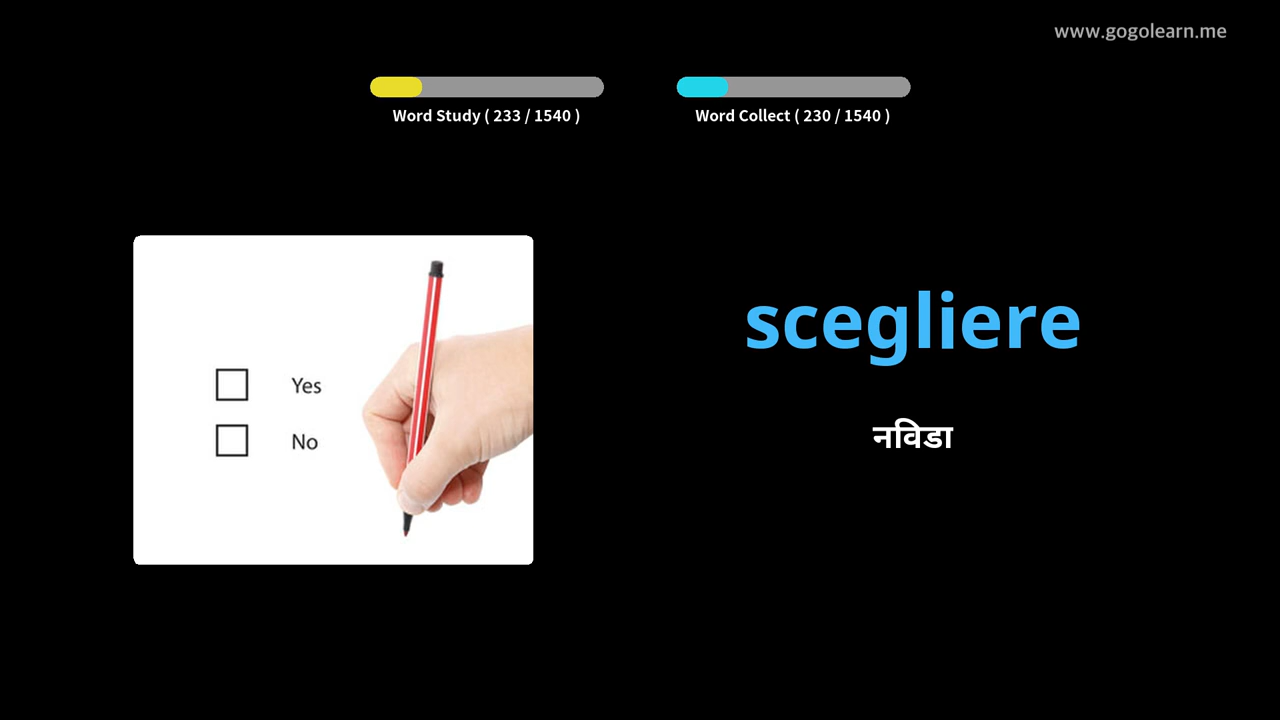 www.gogolearn.me
Word Study ( 233 / 1540 )
Word Collect ( 230 / 1540 )
Yes
No
scegliere
नविडा